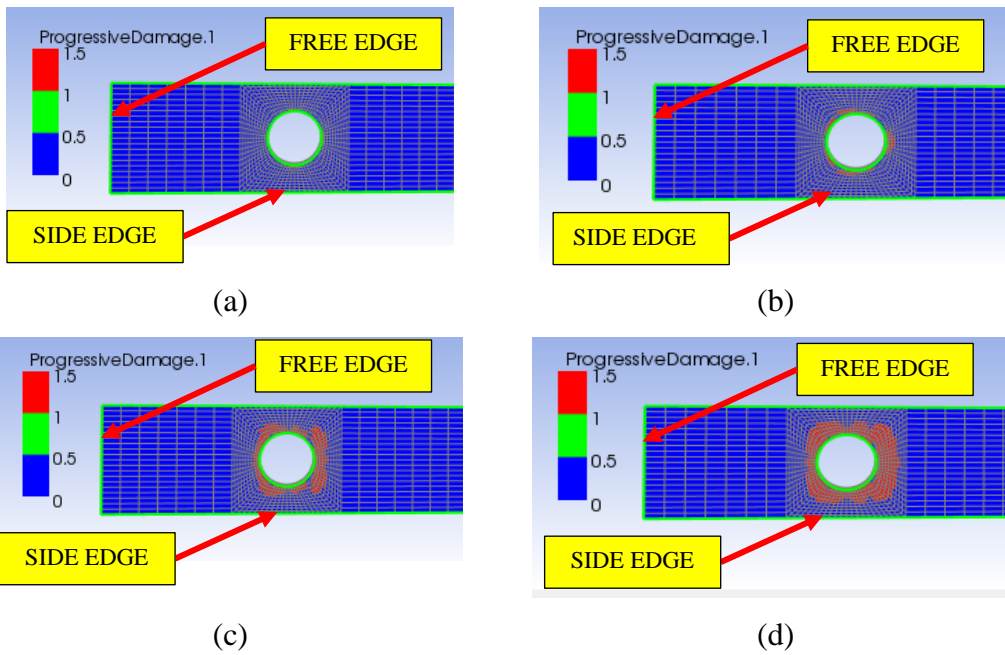 ProgressiveDamage.1
1.5
1
0.5
0
FREE EDGE
SIDE EDGE
(a)
ProgressiveDamage.1
1.5
1
0.5
0
FREE EDGE
SIDE EDGE
(b)
ProgressiveDamage.1
1.5
1
0.5
0
FREE EDGE
SIDE EDGE
(c)
ProgressiveDamage.1
1.5
1
0.5
0
FREE EDGE
SIDE EDGE
(d)